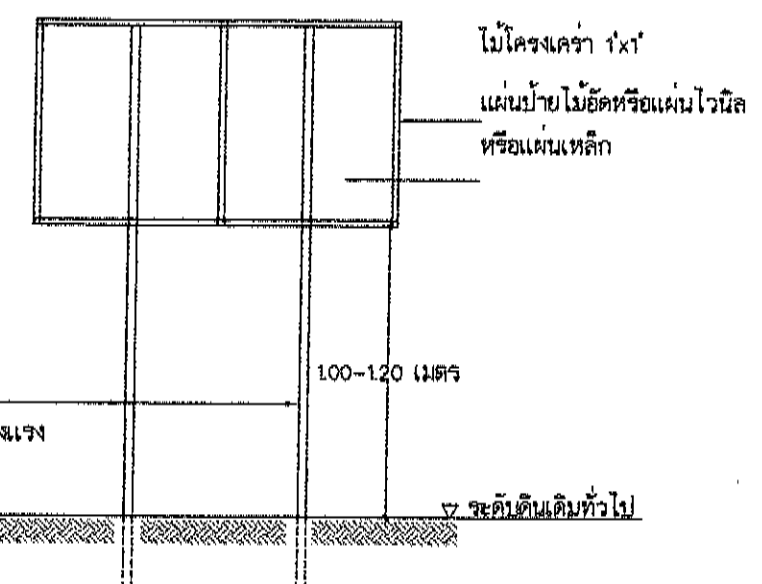 ไม้โครงเคร่า 1"x1"
แผ่นป้ายไม้อัดหรือแผ่นไวนิล
หรือแผ่นเหล็ก
1.00-1.20 เมตร
แรง
ระดับดินเดิมทั่วไป